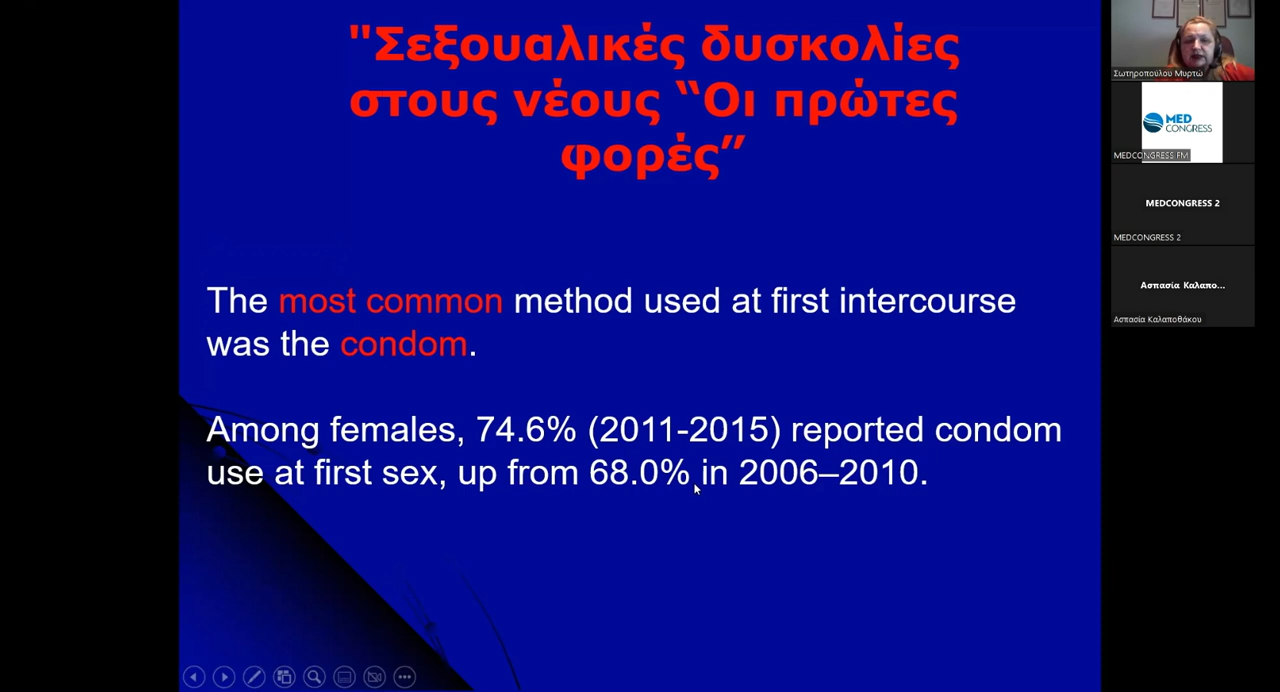 "Σεξουαλικές δυσκολίες
στους νέους “Οι πρώτες
φορές”
The most common method used at first intercourse
was the condom.
Among females, 74.6% (2011-2015) reported condom
use at first sex, up from 68.0% in 2006–2010.
Σωτηροπούλου Μυρτώ
MED
CONGRESS
MEDCONGRESS FM
MEDCONGRESS 2
MEDCONGRESS 2
Ασπασία Καλαπο...
Ασπασία Καλαποθάκου